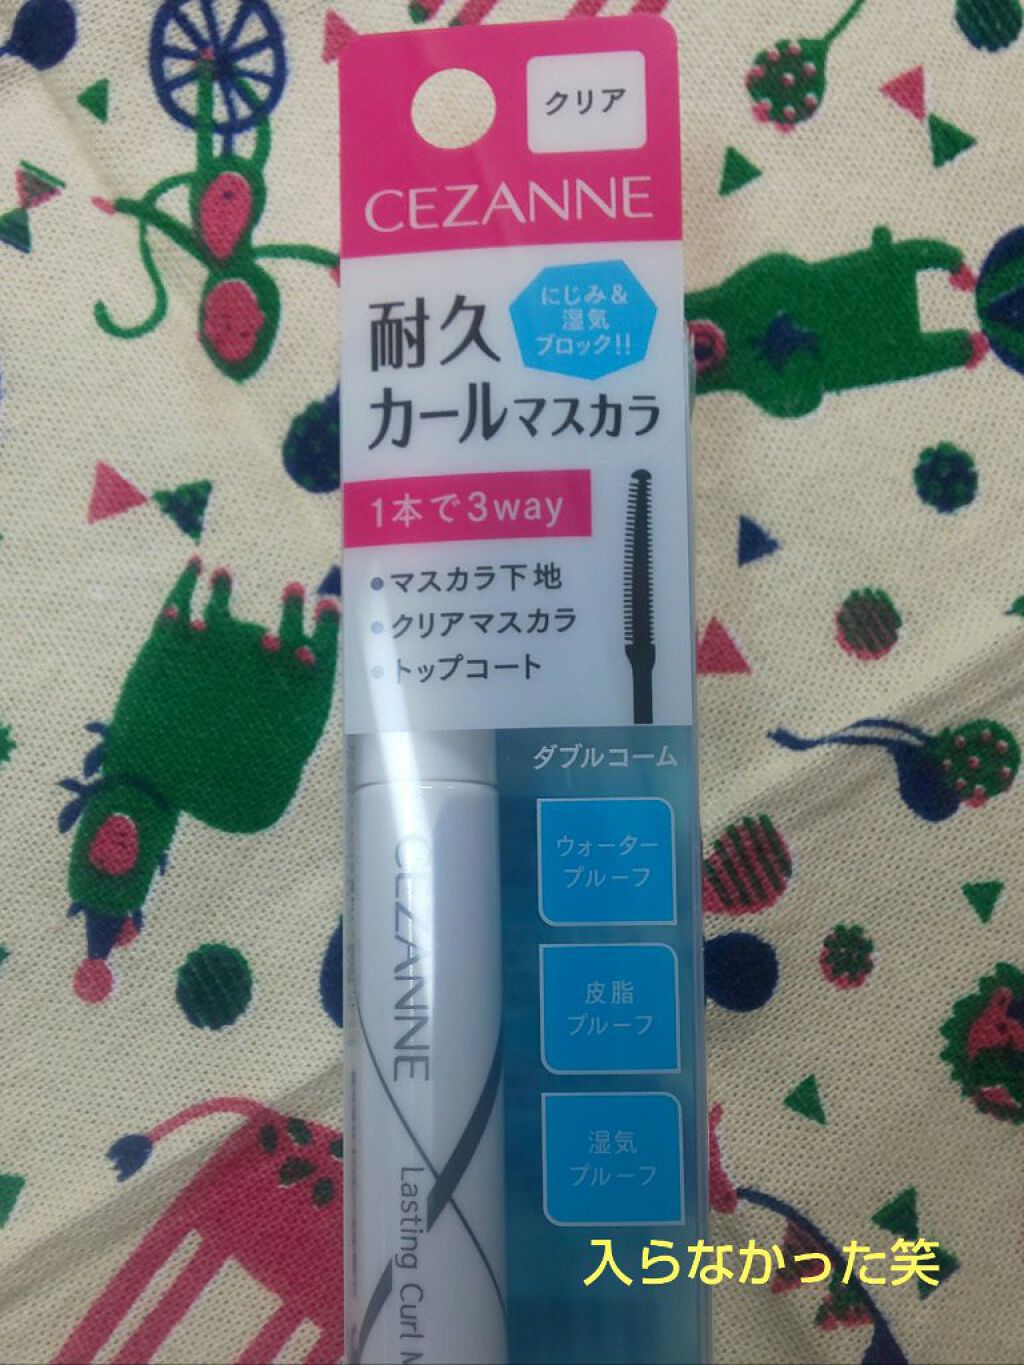 クリア
CEZANNE
耐久
カールマスカラ
にじみ&
湿気
ブロック!!
1本で3way
●マスカラ下地
●クリアマスカラ
●トップコート
ダブルコーム
ウォーター
プルーフ
皮脂
プルーフ
湿気
プルーフ
CEZANNE
Lasting Curl M
入らなかった笑